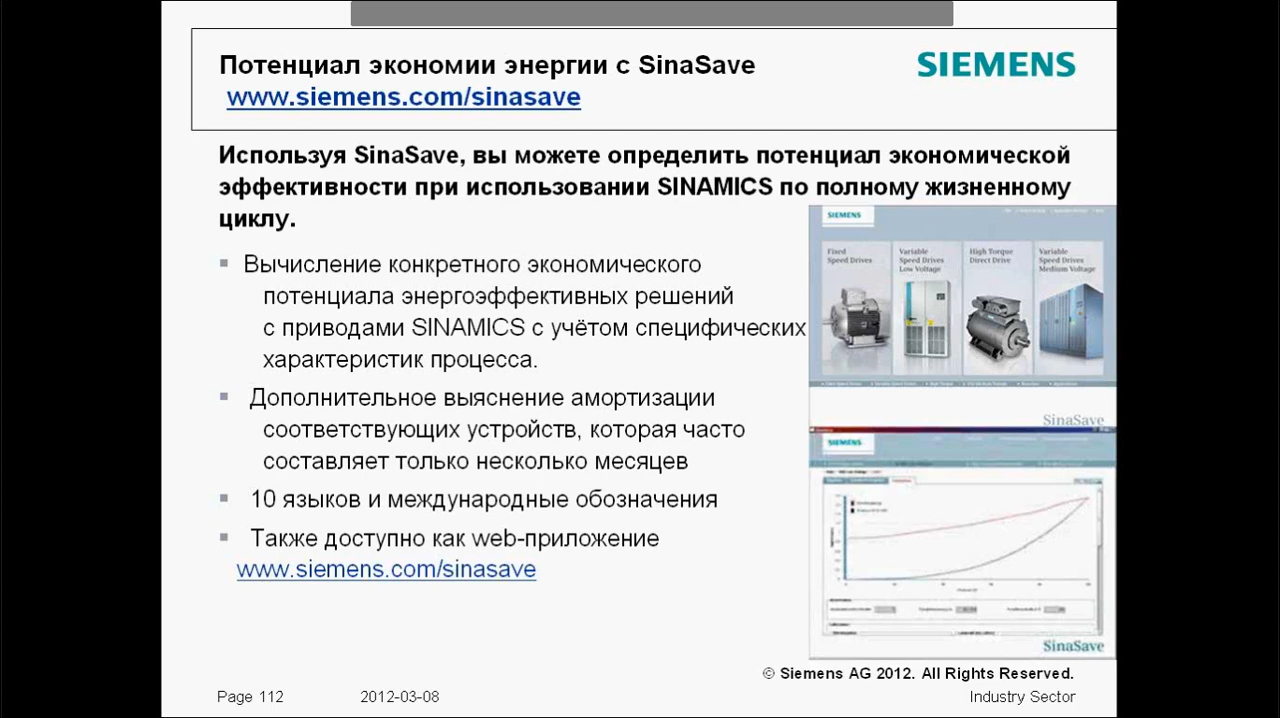 Потенциал экономии энергии с SinaSave
www.siemens.com/sinasave
SIEMENS
Используя SinaSave, вы можете определить потенциал экономической
эффективности при использовании SINAMICS по полному жизненному
циклу.
▪ Вычисление конкретного экономического
потенциала энергоэффективных решений
с приводами SINAMICS с учётом специфических
характеристик процесса.
▪ Дополнительное выяснение амортизации
соответствующих устройств, которая часто
составляет только несколько месяцев
▪ 10 языков и международные обозначения
▪ Также доступно как web-приложение
www.siemens.com/sinasave
SIEMENS
Fixed
Speed Drives
Variable
Speed Drives
Low Voltage
High Torque
Direct Drive
Variable
Speed Drives
Medium Voltage
SinaSave
SIEMENS
SinaSave
© Siemens AG 2012. All Rights Reserved.
Page 112
2012-03-08
Industry Sector